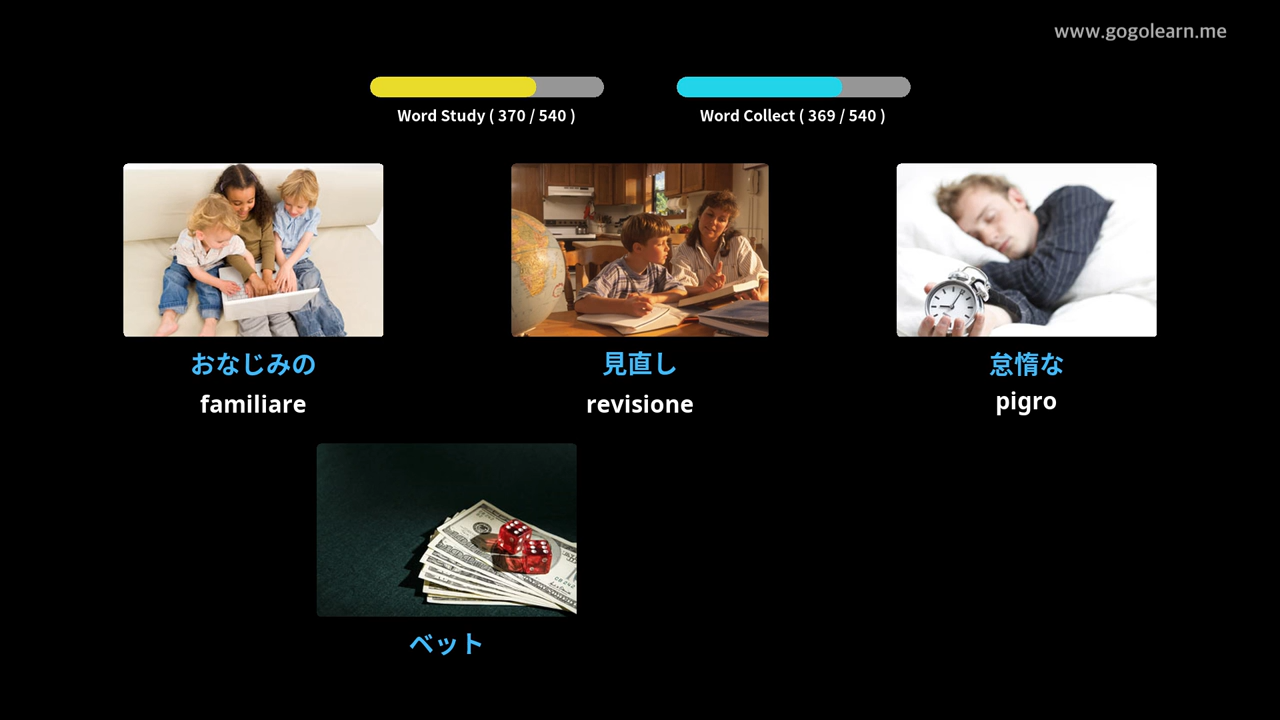 www.gogolearn.me
Word Study ( 370 / 540 )
Word Collect ( 369 / 540 )
おなじみの
familiare
見直し
revisione
怠惰な
pigro
ベット